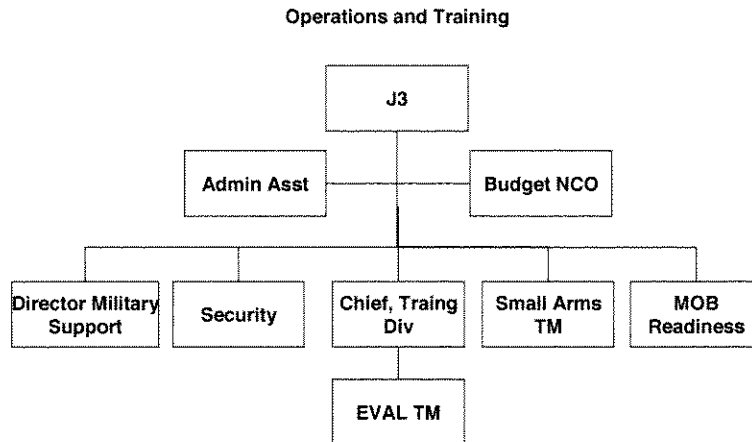 Operations and Training
J3
Admin Asst
Budget NCO
Director Military
Support
Security
Chief, Traing
Div
Small Arms
TM
MOB
Readiness
EVAL TM